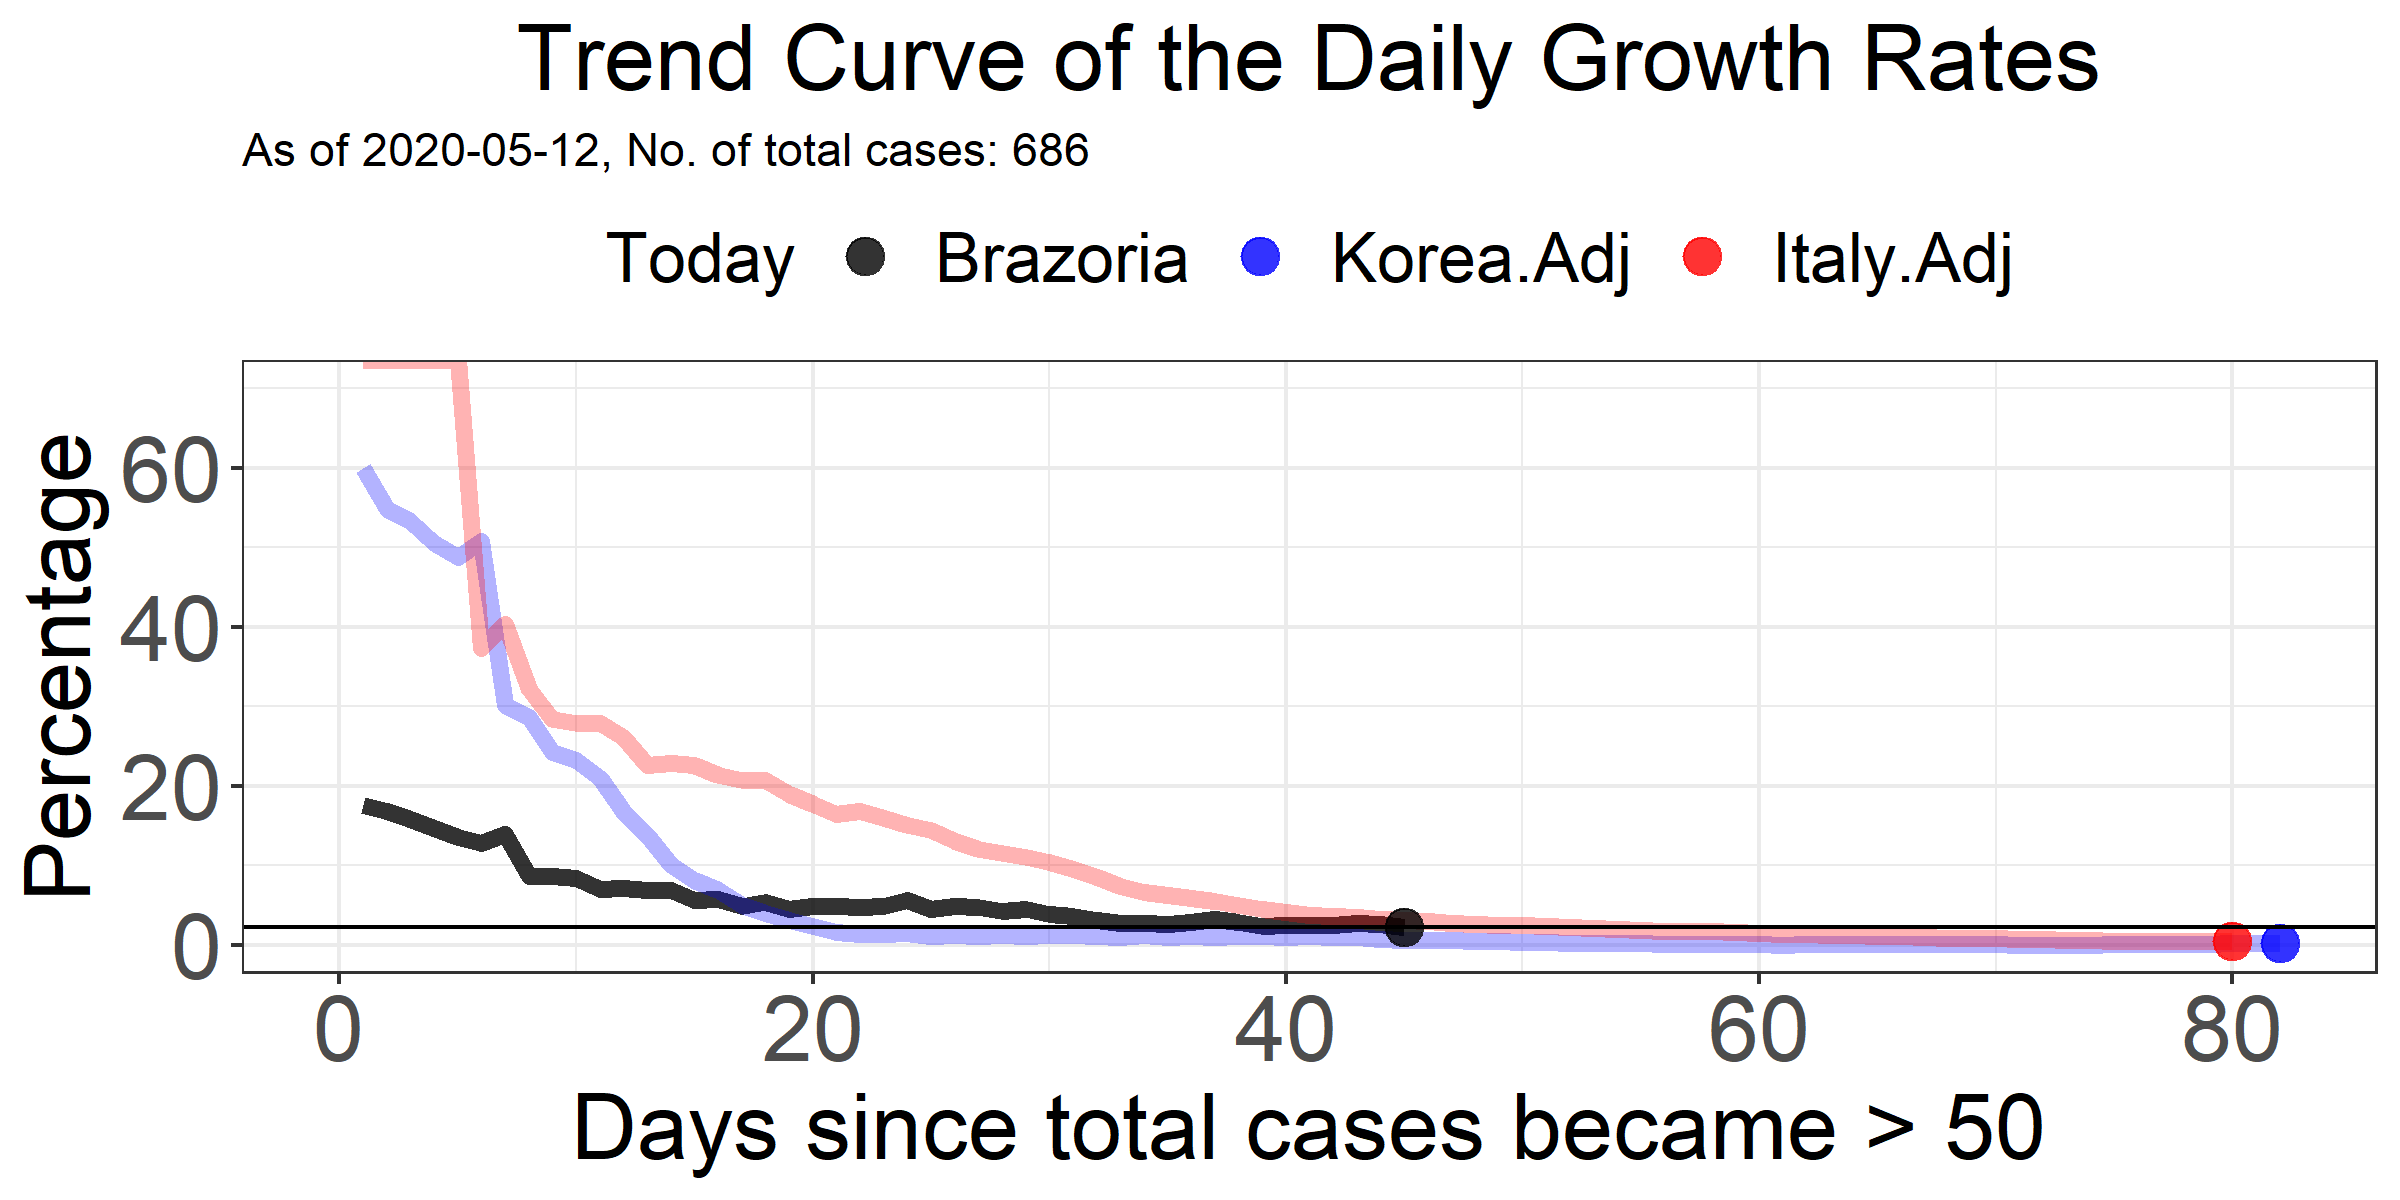 Trend Curve of the Daily Growth Rates
As of 2020-05-12, No. of total cases: 686
Today Brazoria Korea.Adj Italy.Adj
Percentage
60
40
20
0
0 20 40 60 80
Days since total cases became > 50